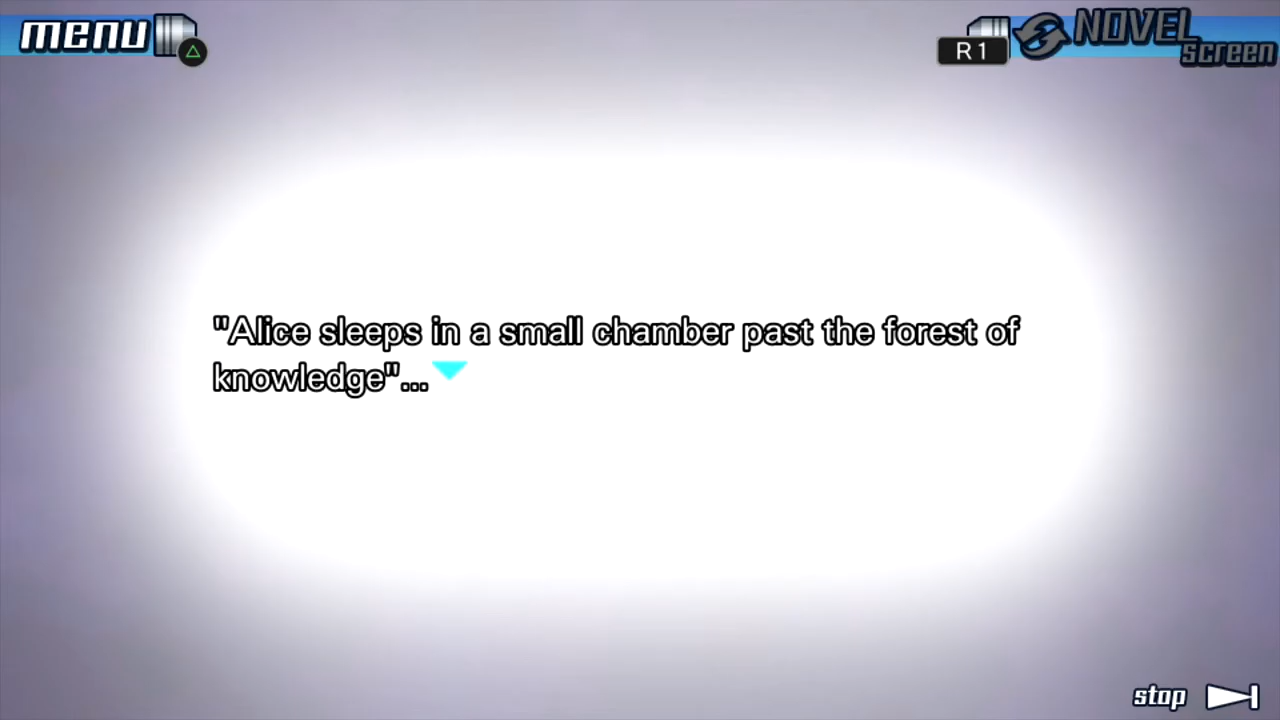 menu
R1
NOVEL
screen
"Alice sleeps in a small chamber past the forest of
knowledge"...
stop